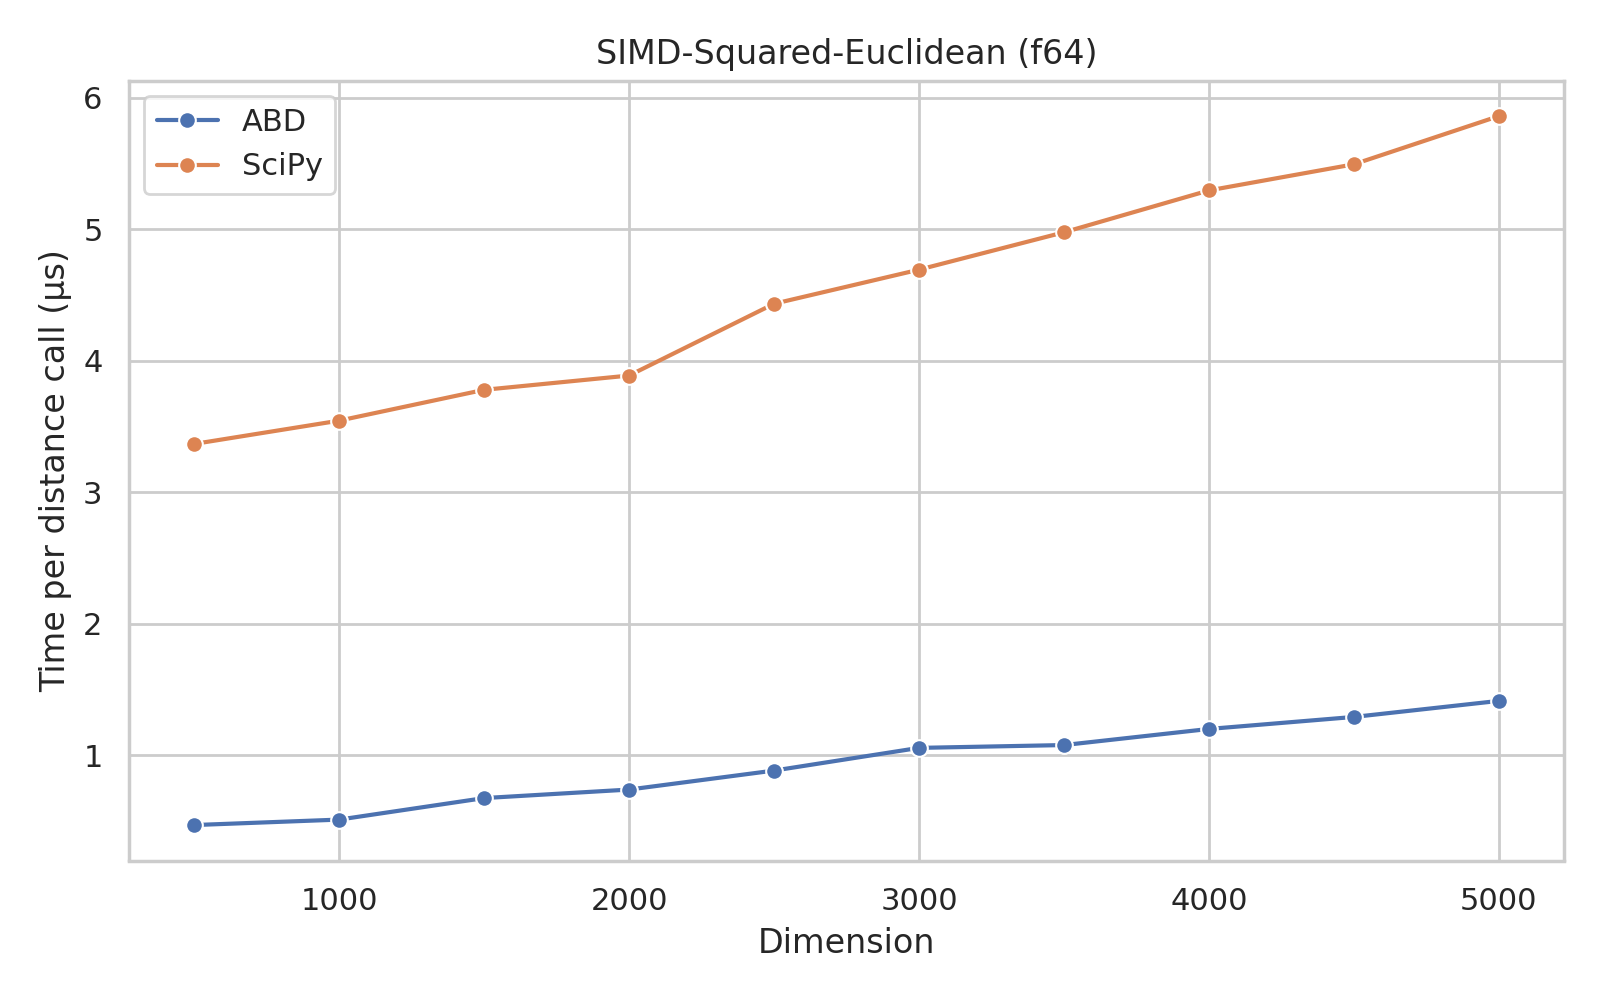 SIMD-Squared-Euclidean (f64)
ABD
SciPy
Time per distance call (µs)
6
5
4
3
2
1
1000 2000 3000 4000 5000
Dimension